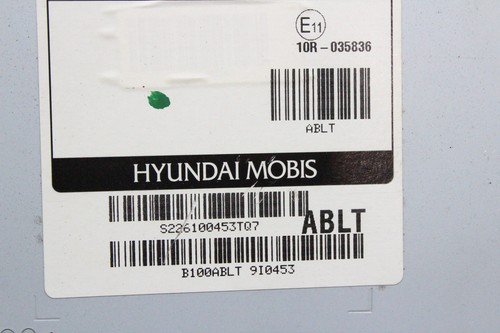 E11
10R-035836
ABLT
HYUNDAI MOBIS
S226100453TQ7
ABLT
B100ABLT 9I0453